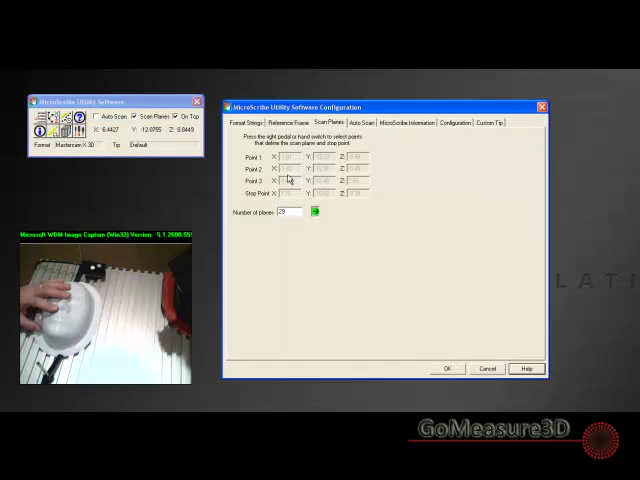 MicroScribe Utility Software
Auto Scan Scan Planes On Top
X: 6.4427 Y: -12.0755 Z: 0.8449
Format Mastercam X 3D Tip Default
MicroScribe Utility Software Configuration
Format Strings Reference Frame Scan Planes Auto Scan MicroScribe Information Configuration Custom Tip
Press the right pedal or hand switch to select points
that define the scan plane and stop point
Point 1 X: Y: Z:
Point 2 X: Y: Z:
Point 3 X: Y: Z:
Stop Point X: Y: Z:
Number of planes 29
OK Cancel Help
Microsoft WDM Image Capture (Win32) Version: 5.1.2600.55
LATI
GoMeasure3D